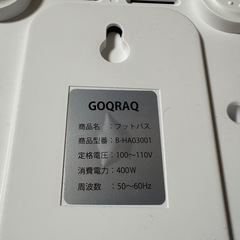 GOQRAQ
商品名 : フットバス
商品型番 : B-HA03001
定格電圧 : 100～110V
消費電力 : 400W
周波数 : 50～60Hz